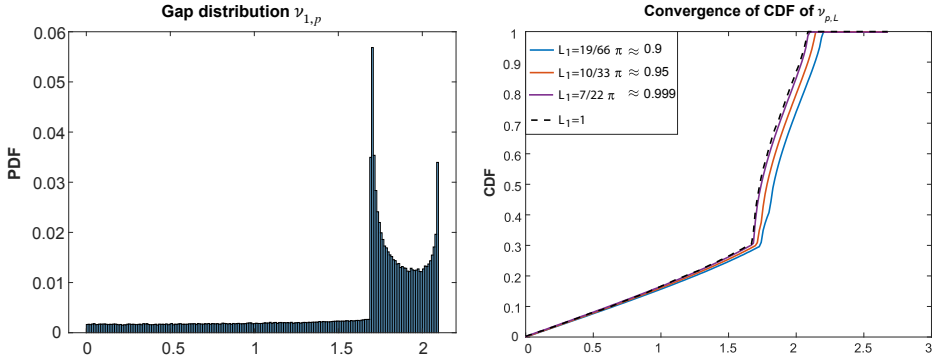 Gap distribution ν1,p
PDF
0.06
0.05
0.04
0.03
0.02
0.01
0
0 0.5 1 1.5 2
Convergence of CDF of νp,L
CDF
1
0.9
0.8
0.7
0.6
0.5
0.4
0.3
0.2
0.1
0
0 0.5 1 1.5 2 2.5 3
L1=19/66 π ≈ 0.9
L1=10/33 π ≈ 0.95
L1=7/22 π ≈ 0.999
L1=1